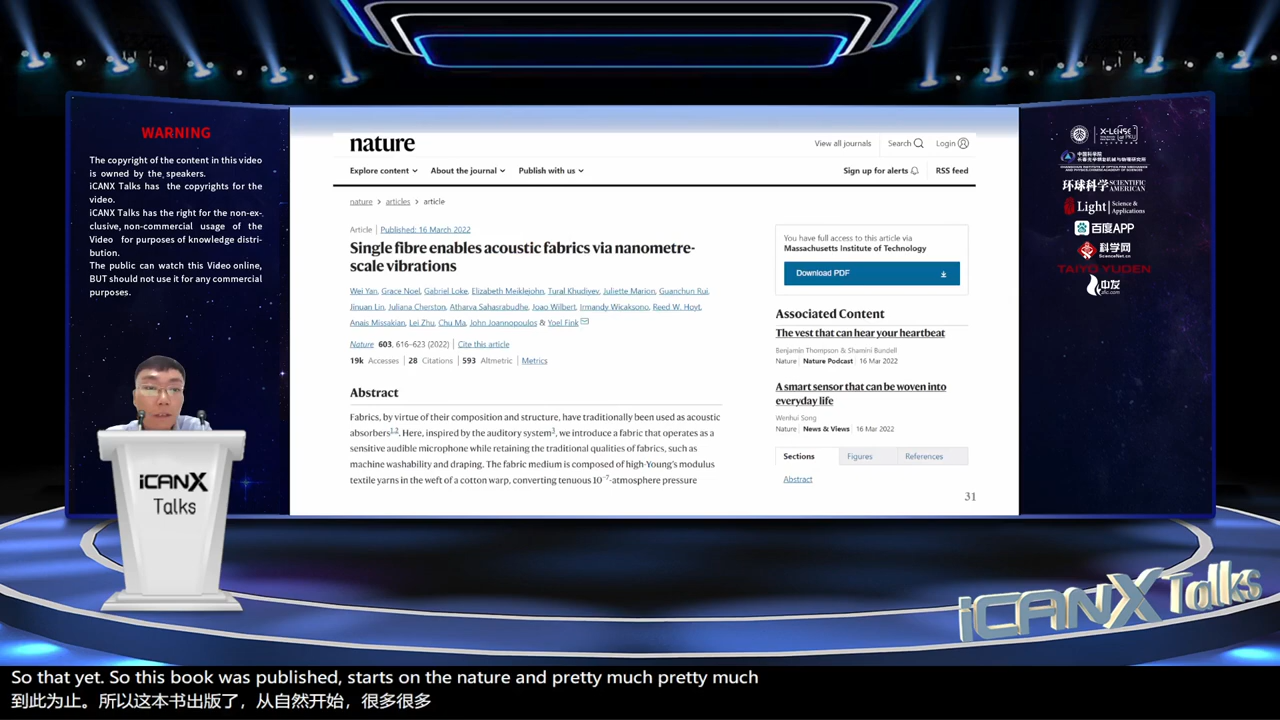 WARNING
The copyright of the content in this video
is owned by the speakers.
iCANX Talks has the copyrights for the
video.
iCANX Talks has the right for the non-ex-
clusive, non-commercial usage of the
Video for purposes of knowledge distri-
bution.
The public can watch this Video online,
BUT should not use it for any commercial
purposes.
nature
View all journals
Search
Login
Explore content
About the journal
Publish with us
Sign up for alerts
RSS feed
nature > articles > article
Article | Published: 16 March 2022
Single fibre enables acoustic fabrics via nanometre-
scale vibrations
Wei Yan, Grace Noel, Gabriel Loke, Elizabeth Meiklejohn, Tural Khudiyev, Juliette Marion, Guanchun Rui,
Jinuan Lin, Juliana Cherston, Atharva Sahasrabudhe, Joao Wilbert, Irmandy Wicaksono, Reed W. Hoyt,
Anais Missakian, Lei Zhu, Chu Ma, John Joannopoulos & Yoel Fink
Nature 603, 616–623 (2022) | Cite this article
19k Accesses | 28 Citations | 593 Altmetric | Metrics
Abstract
Fabrics, by virtue of their composition and structure, have traditionally been used as acoustic
absorbers1,2. Here, inspired by the auditory system3, we introduce a fabric that operates as a
sensitive audible microphone while retaining the traditional qualities of fabrics, such as
machine washability and draping. The fabric medium is composed of high-Young's modulus
textile yarns in the weft of a cotton warp, converting tenuous 10−7-atmosphere pressure
You have full access to this article via
Massachusetts Institute of Technology
Download PDF
Associated Content
The vest that can hear your heartbeat
Benjamin Thompson & Shamini Bundell
Nature | Nature Podcast | 16 Mar 2022
A smart sensor that can be woven into
everyday life
Wenhui Song
Nature | News & Views | 16 Mar 2022
Sections
Figures
References
Abstract
31
X-LENSE
环球科学 SCIENTIFIC AMERICAN
Light Science & Applications
百度APP
科学网
ScienceNet.cn
TAIYO YUDEN
中友
iCANX
Talks
iCANX Talks
So that yet. So this book was published, starts on the nature and pretty much pretty much
到此为止。所以这本书出版了，从自然开始，很多很多